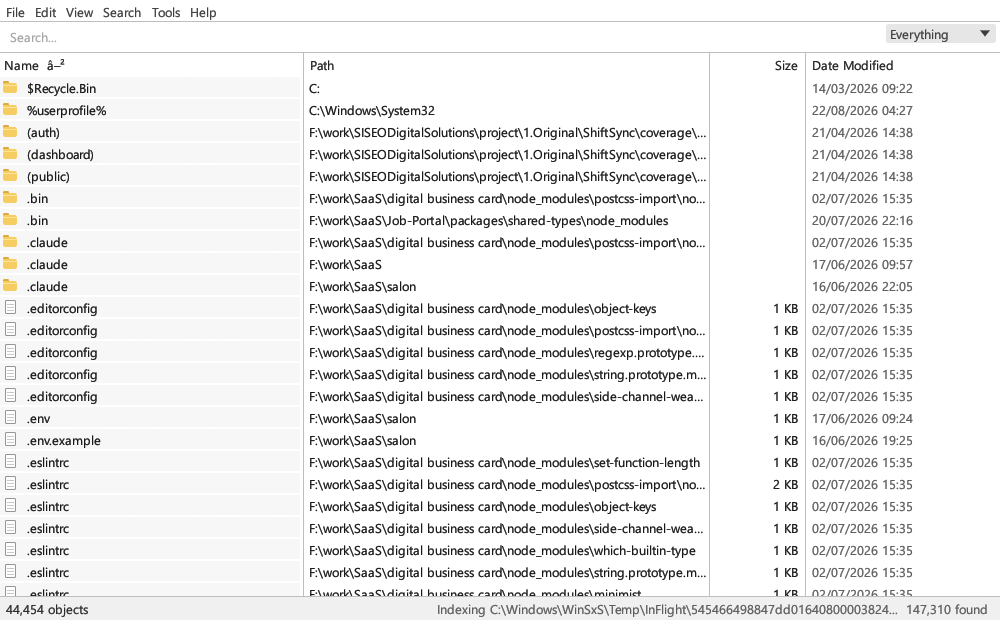 File Edit View Search Tools Help
Search...
Everything
Name â–² Path Size Date Modified
$Recycle.Bin C: 14/03/2026 09:22
%userprofile% C:\Windows\System32 22/08/2026 04:27
(auth) F:\work\SISEODigitalSolutions\project\1.Original\ShiftSync\coverage\... 21/04/2026 14:38
(dashboard) F:\work\SISEODigitalSolutions\project\1.Original\ShiftSync\coverage\... 21/04/2026 14:38
(public) F:\work\SISEODigitalSolutions\project\1.Original\ShiftSync\coverage\... 21/04/2026 14:38
.bin F:\work\SaaS\digital business card\node_modules\postcss-import\no... 02/07/2026 15:35
.bin F:\work\SaaS\Job-Portal\packages\shared-types\node_modules 20/07/2026 22:16
.claude F:\work\SaaS\digital business card\node_modules\postcss-import\no... 02/07/2026 15:35
.claude F:\work\SaaS 17/06/2026 09:57
.claude F:\work\SaaS\salon 16/06/2026 22:05
.editorconfig F:\work\SaaS\digital business card\node_modules\object-keys 1 KB 02/07/2026 15:35
.editorconfig F:\work\SaaS\digital business card\node_modules\postcss-import\no... 1 KB 02/07/2026 15:35
.editorconfig F:\work\SaaS\digital business card\node_modules\regexp.prototype.... 1 KB 02/07/2026 15:35
.editorconfig F:\work\SaaS\digital business card\node_modules\string.prototype.m... 1 KB 02/07/2026 15:35
.editorconfig F:\work\SaaS\digital business card\node_modules\side-channel-wea... 1 KB 02/07/2026 15:35
.env F:\work\SaaS\salon 1 KB 17/06/2026 09:24
.env.example F:\work\SaaS\salon 1 KB 16/06/2026 19:25
.eslintrc F:\work\SaaS\digital business card\node_modules\set-function-length 1 KB 02/07/2026 15:35
.eslintrc F:\work\SaaS\digital business card\node_modules\postcss-import\no... 2 KB 02/07/2026 15:35
.eslintrc F:\work\SaaS\digital business card\node_modules\object-keys 1 KB 02/07/2026 15:35
.eslintrc F:\work\SaaS\digital business card\node_modules\side-channel-wea... 1 KB 02/07/2026 15:35
.eslintrc F:\work\SaaS\digital business card\node_modules\which-builtin-type 1 KB 02/07/2026 15:35
.eslintrc F:\work\SaaS\digital business card\node_modules\string.prototype.m... 1 KB 02/07/2026 15:35
.eslintrc F:\work\SaaS\digital business card\node_modules\minimist 1 KB 02/07/2026 15:35
44,454 objects Indexing C:\Windows\WinSxS\Temp\InFlight\545466498847dd01640800003824... 147,310 found